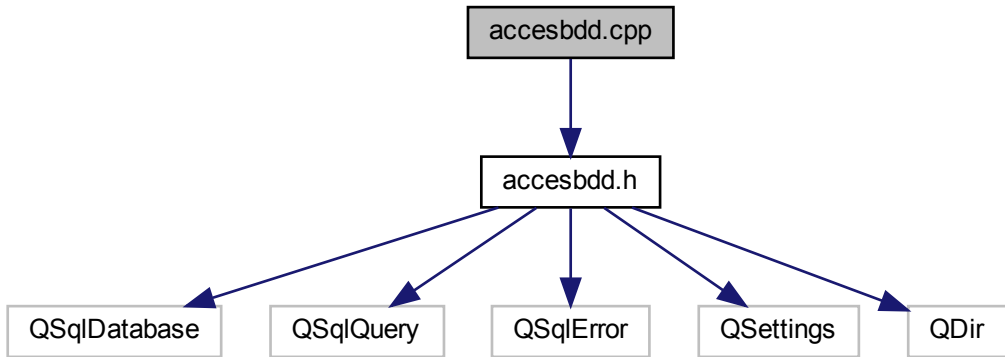 accesbdd.cpp
accesbdd.h
QSqlDatabase
QSqlQuery
QSqlError
QSettings
QDir